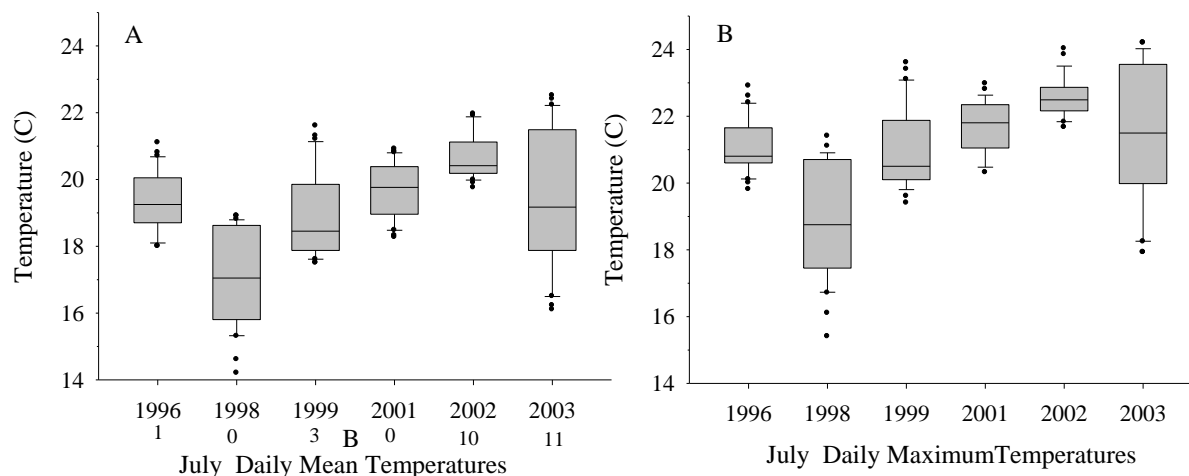 A
24
22
20
18
16
14
Temperature (C)
1996 1998 1999 2001 2002 2003
1 0 3 B 0 10 11
July Daily Mean Temperatures
B
24
22
20
18
16
14
Temperature (C)
1996 1998 1999 2001 2002 2003
July Daily MaximumTemperatures